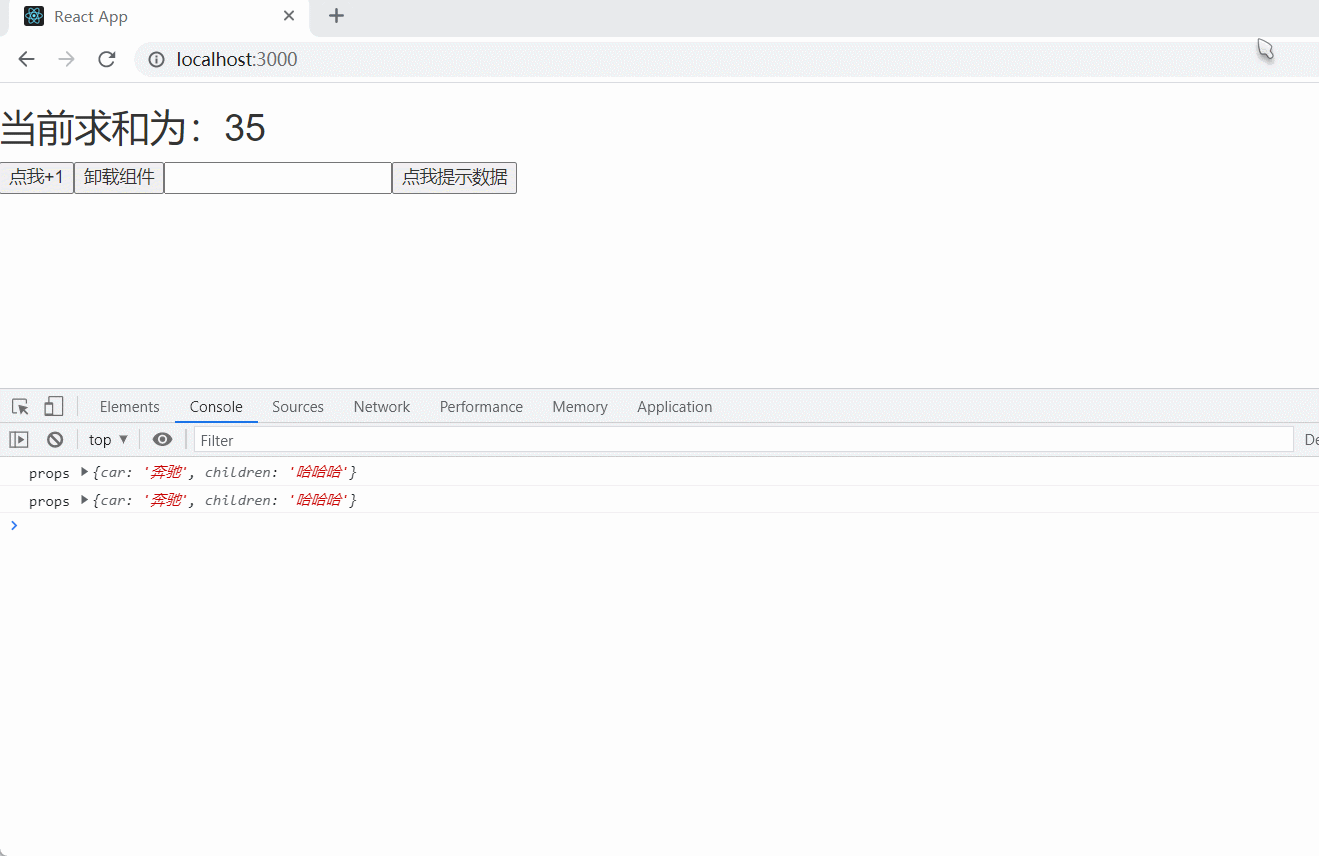 React App
localhost:3000
当前求和为：35
点我+1 卸载组件 点我提示数据
Elements Console Sources Network Performance Memory Application
top ▼ Filter De
props ▶{car: '奔驰', children: '哈哈哈'}
props ▶{car: '奔驰', children: '哈哈哈'}